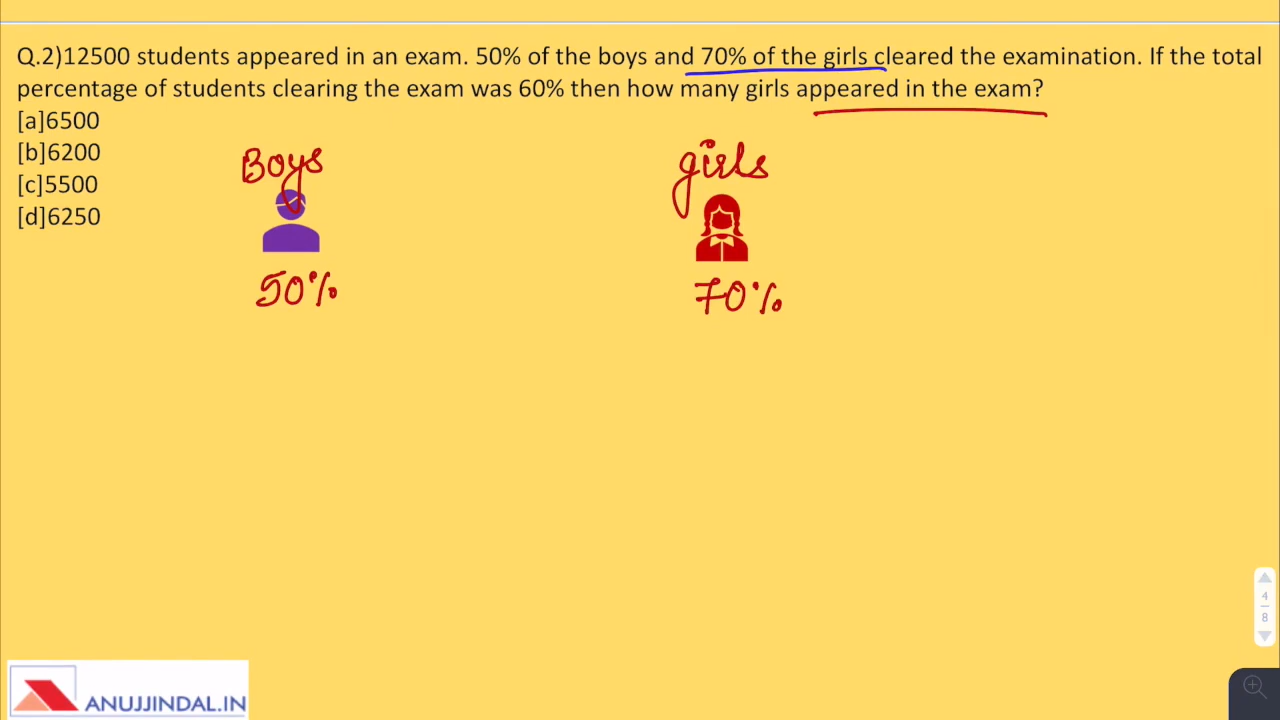 Q.2)12500 students appeared in an exam. 50% of the boys and 70% of the girls cleared the examination. If the total
percentage of students clearing the exam was 60% then how many girls appeared in the exam?
[a]6500
[b]6200
[c]5500
[d]6250
Boys
girls
50%
70%
4
8
ANUJJINDAL.IN